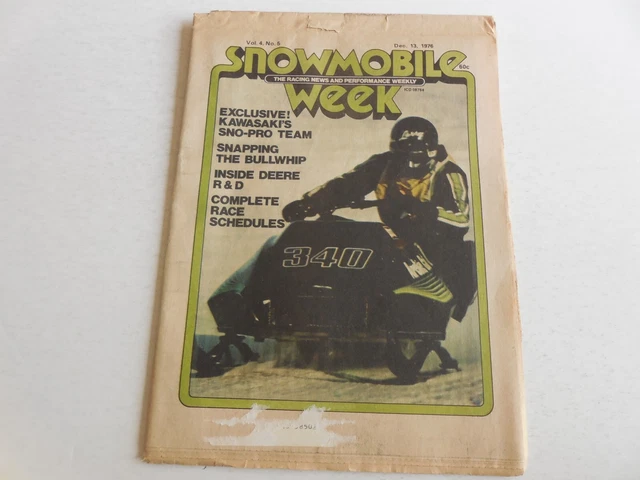 Vol. 4, No. 5 Dec. 13, 1976
SNOWMOBILE
60c
THE RACING NEWS AND PERFORMANCE WEEKLY
WEEK
EXCLUSIVE!
KAWASAKI'S
SNO-PRO TEAM
SNAPPING
THE BULLWHIP
INSIDE DEERE
R & D
COMPLETE
RACE
SCHEDULES
340